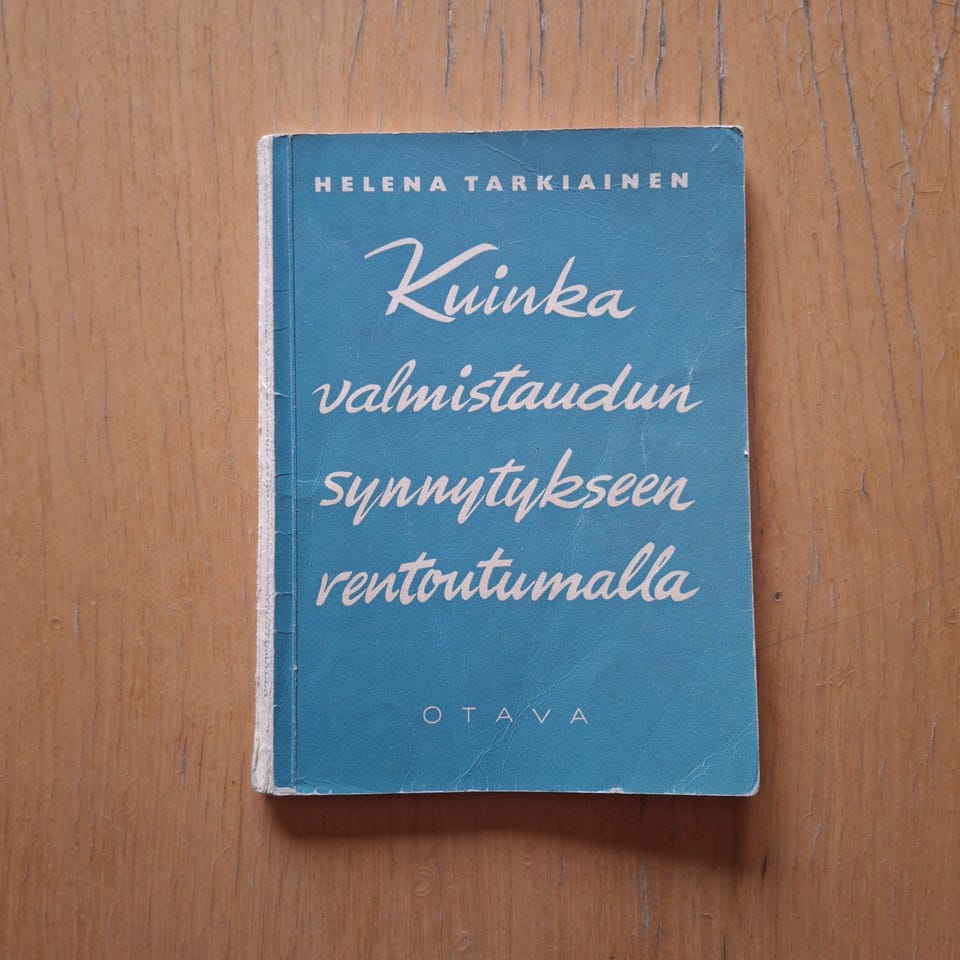 HELENA TARKIAINEN
Kuinka
valmistaudun
synnytykseen
rentoutumalla
OTAVA